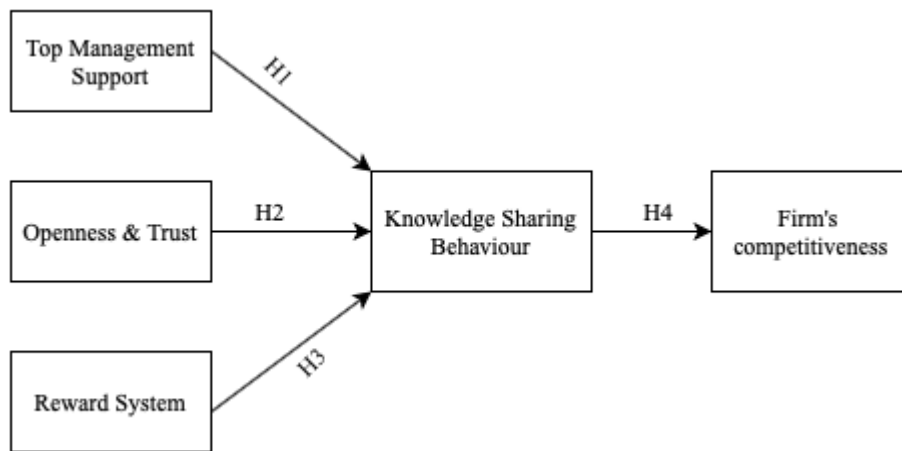 Top Management
Support
H1
Openness & Trust
H2
Knowledge Sharing
Behaviour
H4
Firm's
competitiveness
H3
Reward System